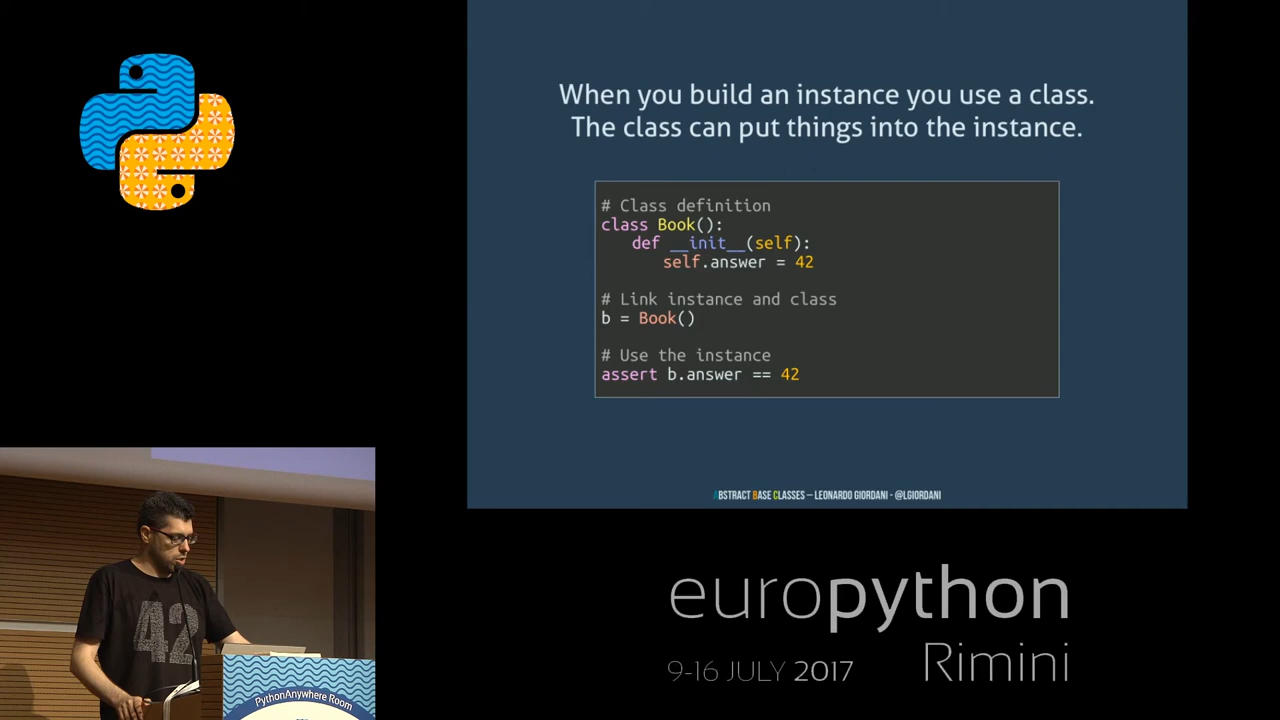 When you build an instance you use a class.
The class can put things into the instance.
# Class definition
class Book():
def __init__(self):
self.answer = 42
# Link instance and class
b = Book()
# Use the instance
assert b.answer == 42
ABSTRACT BASE CLASSES – LEONARDO GIORDANI - @LGIORDANI
42
PythonAnywhere Room
europython
Rimini
9-16 JULY 2017